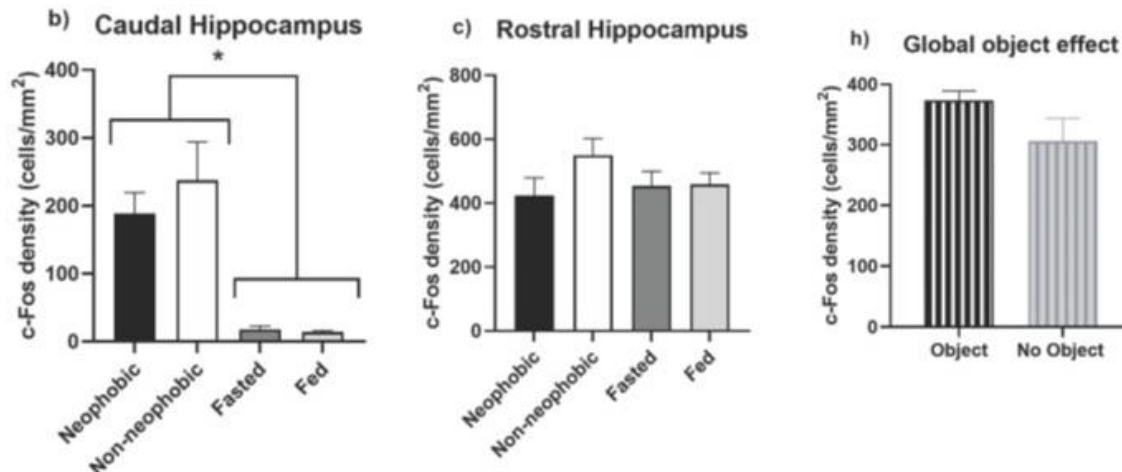 b) Caudal Hippocampus
*
c-Fos density (cells/mm²)
400
300
200
100
0
Neophobic
Non-neophobic
Fasted
Fed
c) Rostral Hippocampus
c-Fos density (cells/mm²)
800
600
400
200
0
Neophobic
Non-neophobic
Fasted
Fed
h) Global object effect
c-Fos density (cells/mm²)
400
300
200
100
0
Object
No Object